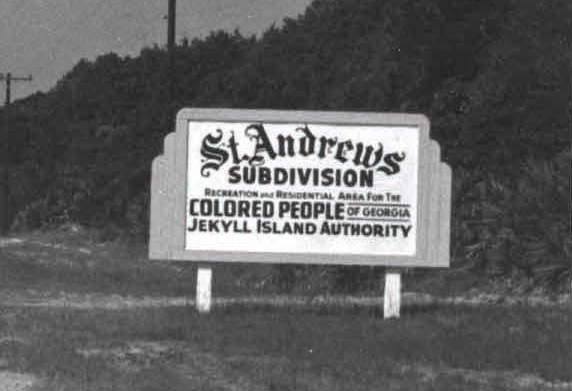 St. Andrews
SUBDIVISION
RECREATION and RESIDENTIAL AREA FOR THE
COLORED PEOPLE OF GEORGIA
JEKYLL ISLAND AUTHORITY